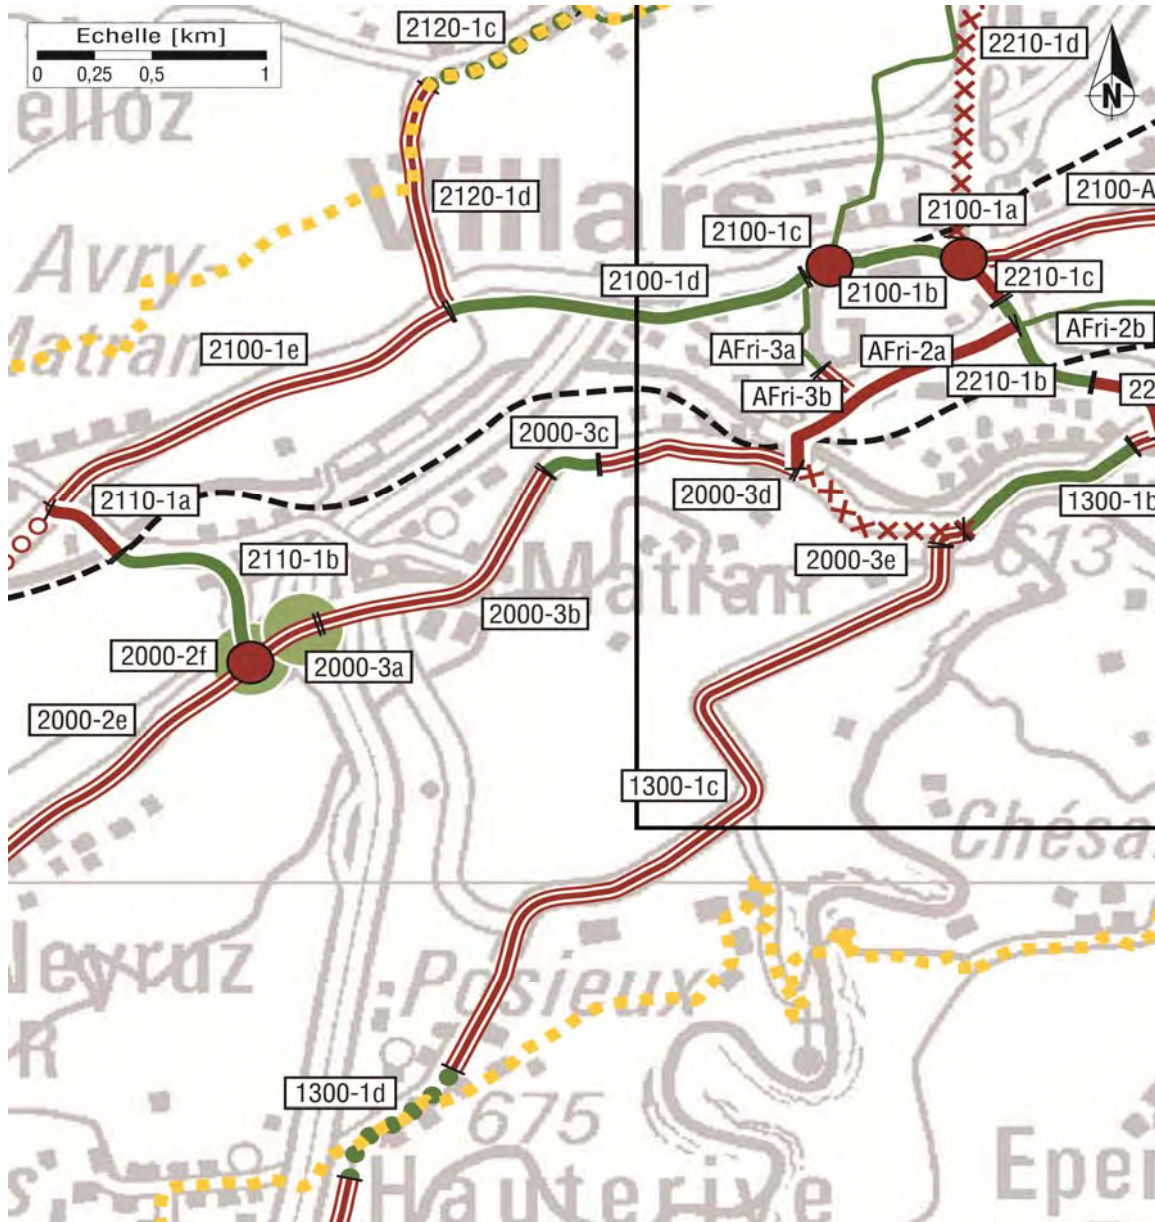 Echelle [km]
0 0,25 0,5 1
2120-1c
2210-1d
N
elloz
Villars
2120-1d
2100-1a
2100-A
2100-1c
Avry-
Matran
2100-1d
2210-1c
2100-1b
G
2100-1e
AFri-3a
AFri-2a
AFri-2b
AFri-3b
2210-1b
22
2000-3c
2110-1a
2000-3d
1300-1b
2110-1b
Matran
2000-3e
613
2000-3b
2000-2f
2000-3a
2000-2e
1300-1c
Chésa
Neyruz
Posieux
R
1300-1d
675
Hauterive
Eper
s